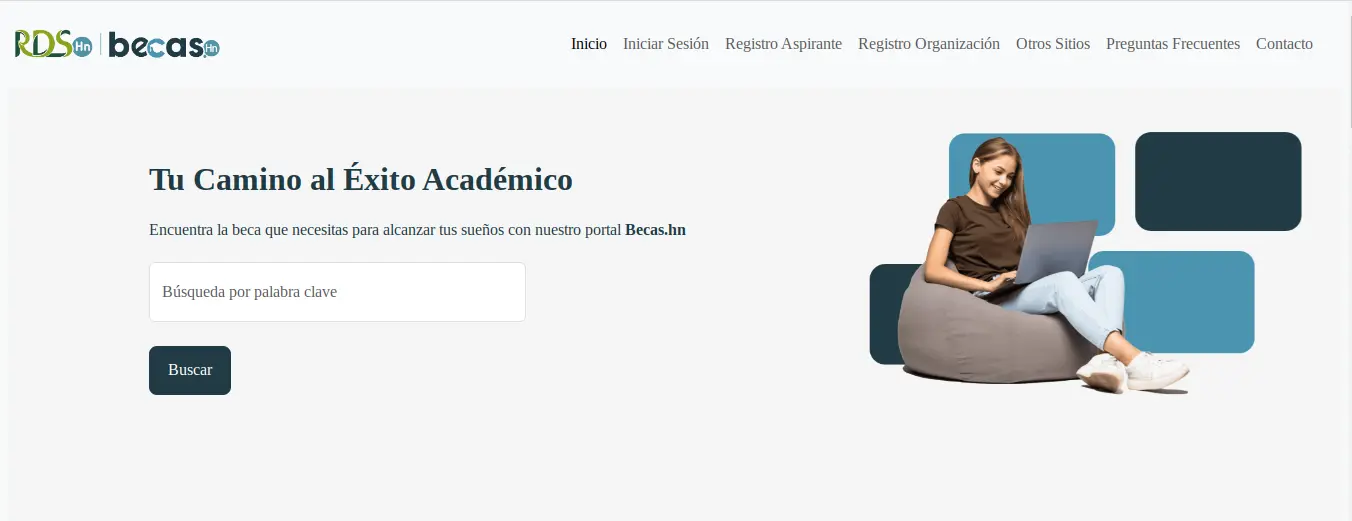 RDS Hn | becas.Hn
Inicio Iniciar Sesión Registro Aspirante Registro Organización Otros Sitios Preguntas Frecuentes Contacto
Tu Camino al Éxito Académico
Encuentra la beca que necesitas para alcanzar tus sueños con nuestro portal Becas.hn
Búsqueda por palabra clave
Buscar